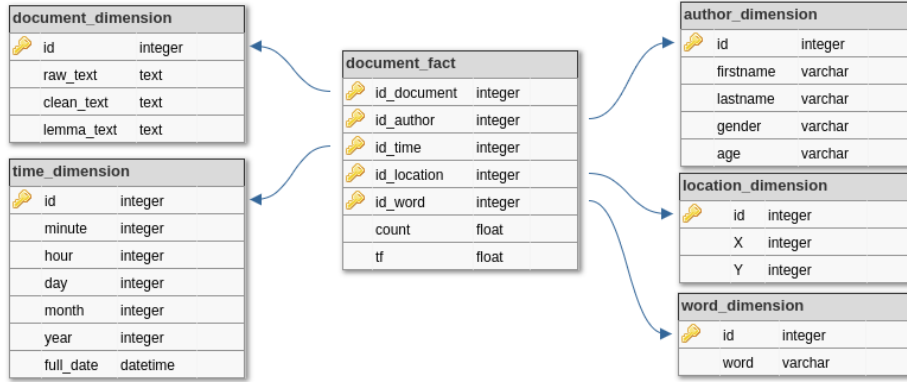 document_dimension
id integer
raw_text text
clean_text text
lemma_text text
time_dimension
id integer
minute integer
hour integer
day integer
month integer
year integer
full_date datetime
document_fact
id_document integer
id_author integer
id_time integer
id_location integer
id_word integer
count float
tf float
author_dimension
id integer
firstname varchar
lastname varchar
gender varchar
age varchar
location_dimension
id integer
X integer
Y integer
word_dimension
id integer
word varchar